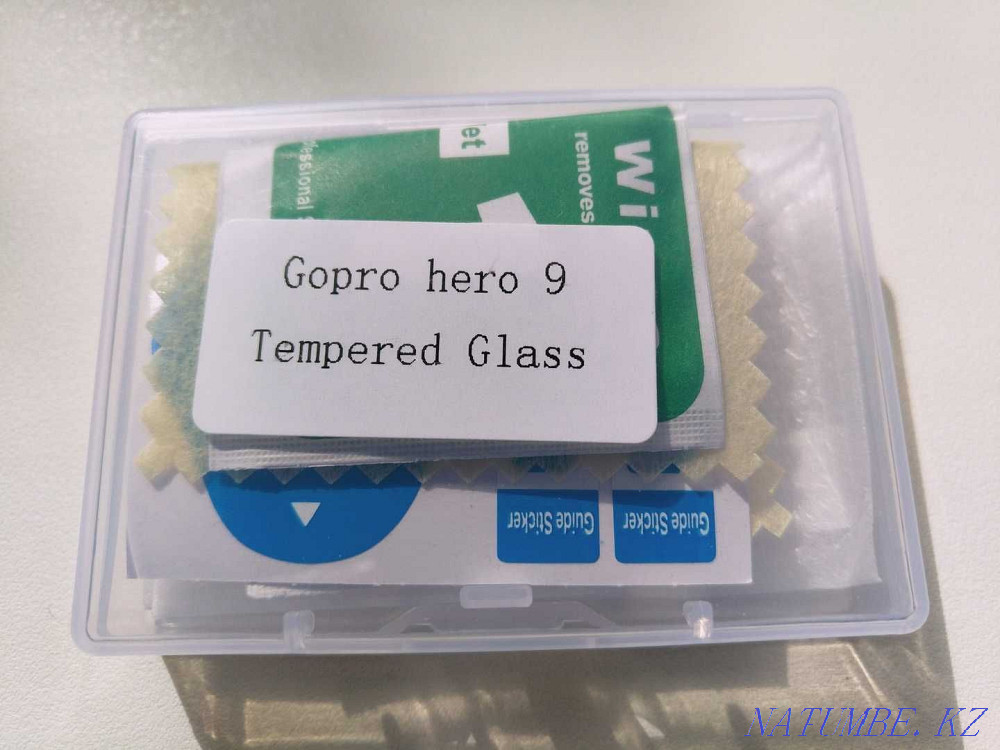 Wi
removes
Gopro hero 9
Tempered Glass
Guide Sticker
Guide Sticker
NATUMBE.KZ